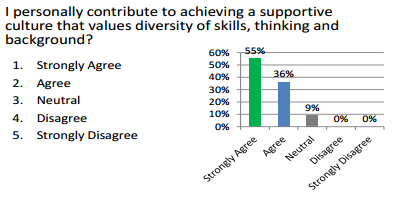 I personally contribute to achieving a supportive
culture that values diversity of skills, thinking and
background?
1. Strongly Agree
2. Agree
3. Neutral
4. Disagree
5. Strongly Disagree
60%
50%
40%
30%
20%
10%
0%
55%
36%
9%
0%
0%
Strongly Agree
Agree
Neutral
Disagree
Strongly Disagree